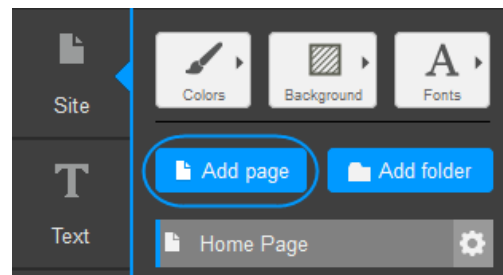 Site
Text
Colors
Background
A
Fonts
Add page
Add folder
Home Page